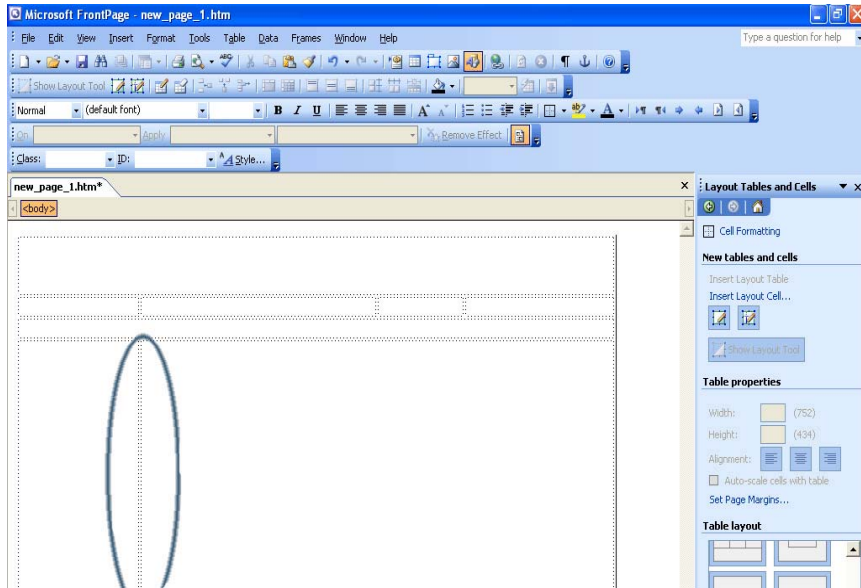 Microsoft FrontPage - new_page_1.htm
File Edit View Insert Format Tools Table Data Frames Window Help Type a question for help
Show Layout Tool
Normal (default font) B I U A A A
On Apply Remove Effect
Class: ID: A Style...
new_page_1.htm*
<body>
Layout Tables and Cells
Cell Formatting
New tables and cells
Insert Layout Table
Insert Layout Cell...
Show Layout Tool
Table properties
Width: (752)
Height: (434)
Alignment:
Auto-scale cells with table
Set Page Margins...
Table layout